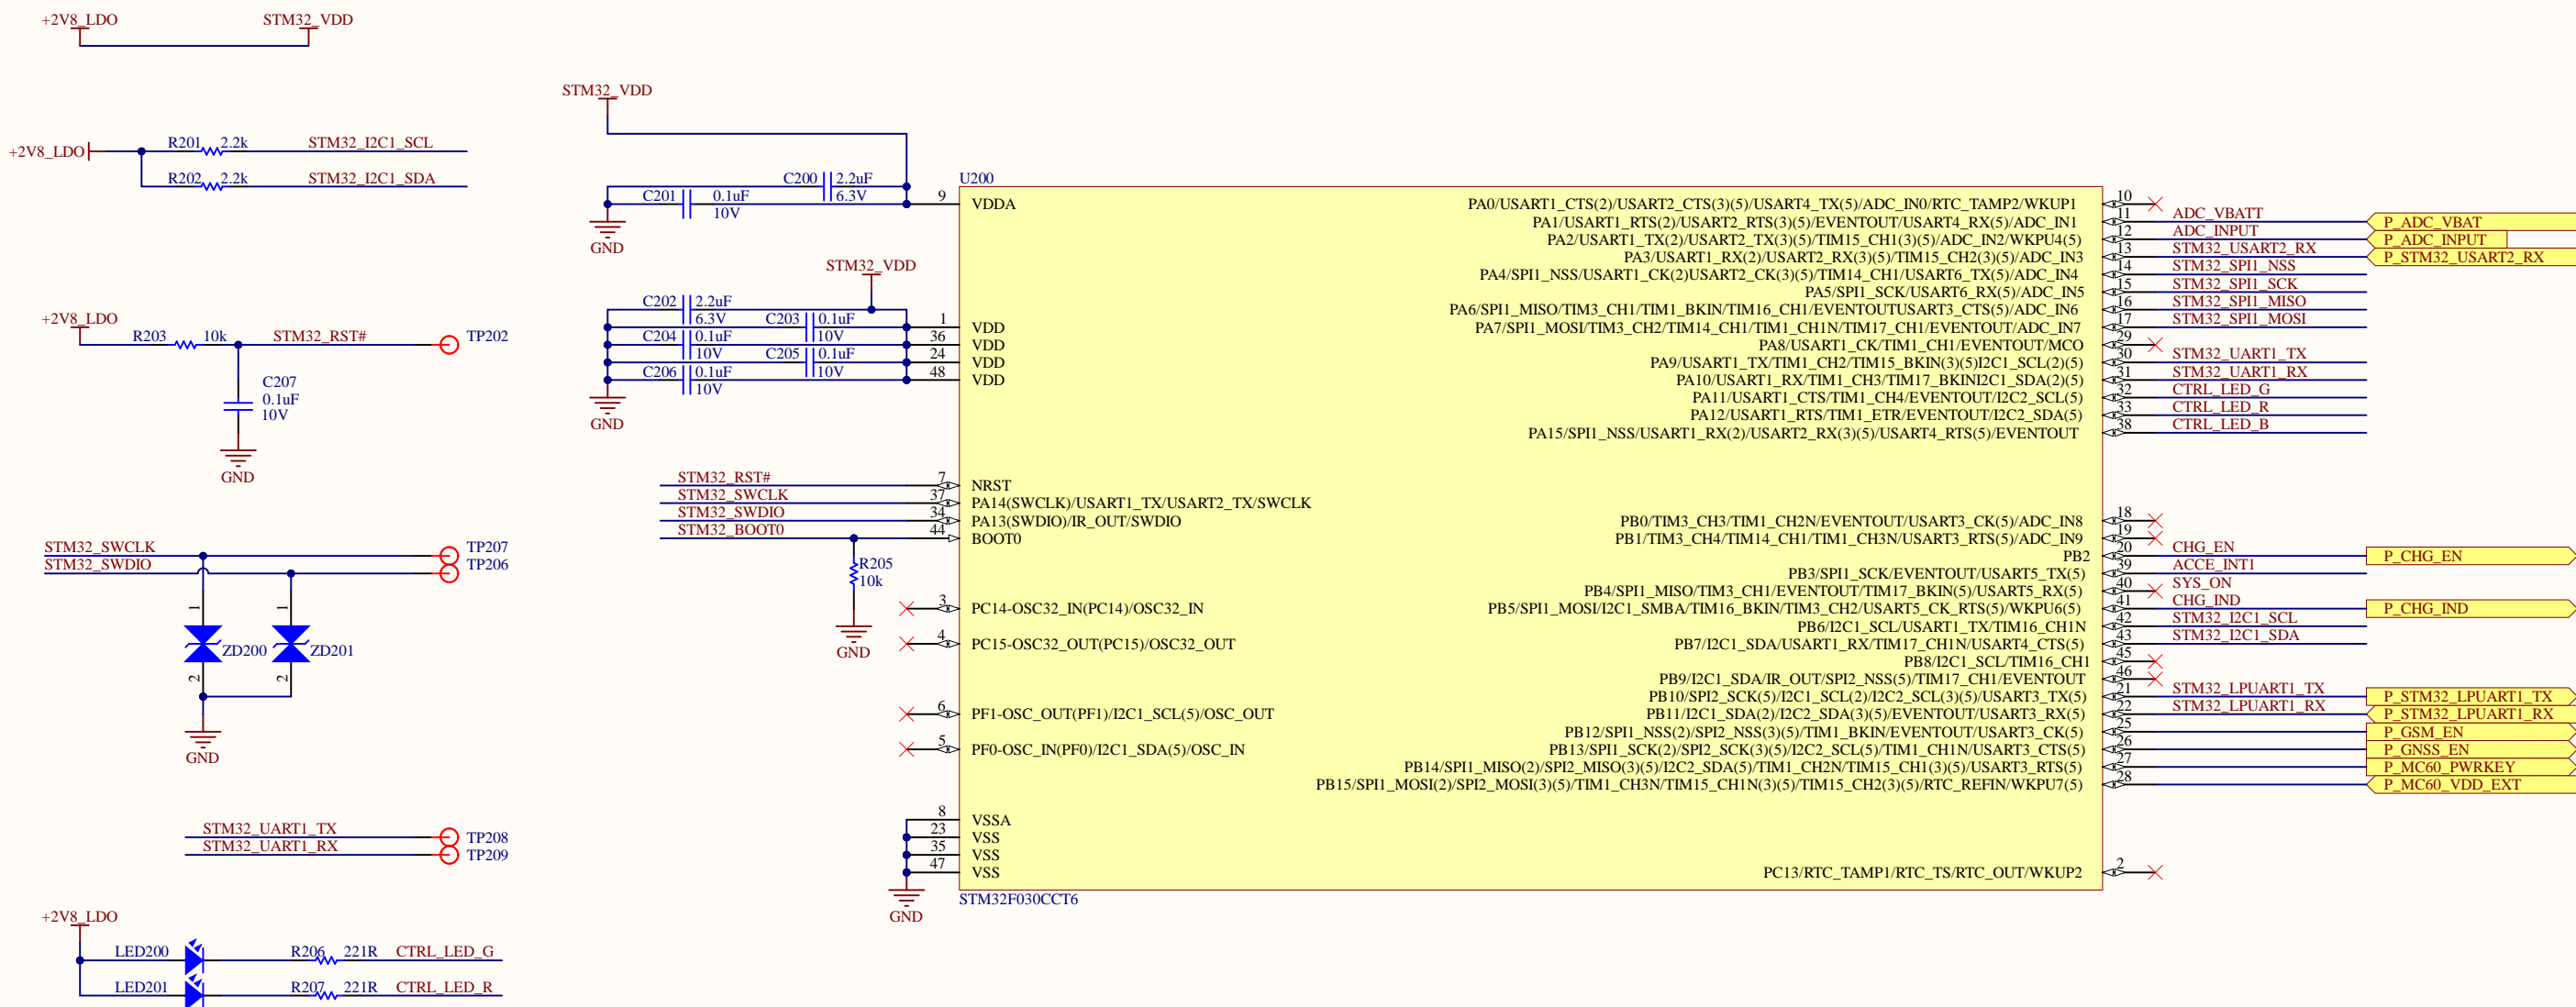 +2V8_LDO
STM32_VDD
+2V8_LDO
R201 2.2k STM32_I2C1_SCL
R202 2.2k STM32_I2C1_SDA
+2V8_LDO
R203 10k STM32_RST# TP202
C207
0.1uF
10V
GND
STM32_SWCLK TP207
STM32_SWDIO TP206
1 1
ZD200 ZD201
2 2
GND
STM32_UART1_TX TP208
STM32_UART1_RX TP209
+2V8_LDO
LED200 R206 221R CTRL_LED_G
LED201 R207 221R CTRL_LED_R
STM32_VDD
C200 2.2uF
6.3V
C201 0.1uF
10V
GND
STM32_VDD
C202 2.2uF
6.3V
C203 0.1uF
10V
C204 0.1uF
10V
C205 0.1uF
10V
C206 0.1uF
10V
GND
STM32_RST#
STM32_SWCLK
STM32_SWDIO
STM32_BOOT0
R205
10k
GND
U200
9 VDDA
1 VDD
36 VDD
24 VDD
48 VDD
7 NRST
37 PA14(SWCLK)/USART1_TX/USART2_TX/SWCLK
34 PA13(SWDIO)/IR_OUT/SWDIO
44 BOOT0
3 PC14-OSC32_IN(PC14)/OSC32_IN
4 PC15-OSC32_OUT(PC15)/OSC32_OUT
6 PF1-OSC_OUT(PF1)/I2C1_SCL(5)/OSC_OUT
5 PF0-OSC_IN(PF0)/I2C1_SDA(5)/OSC_IN
8 VSSA
23 VSS
35 VSS
47 VSS
GND
STM32F030CCT6
PA0/USART1_CTS(2)/USART2_CTS(3)(5)/USART4_TX(5)/ADC_IN0/RTC_TAMP2/WKUP1 10
PA1/USART1_RTS(2)/USART2_RTS(3)(5)/EVENTOUT/USART4_RX(5)/ADC_IN1 11 ADC_VBATT P_ADC_VBAT
PA2/USART1_TX(2)/USART2_TX(3)(5)/TIM15_CH1(3)(5)/ADC_IN2/WKPU4(5) 12 ADC_INPUT P_ADC_INPUT
PA3/USART1_RX(2)/USART2_RX(3)(5)/TIM15_CH2(3)(5)/ADC_IN3 13 STM32_USART2_RX P_STM32_USART2_RX
PA4/SPI1_NSS/USART1_CK(2)USART2_CK(3)(5)/TIM14_CH1/USART6_TX(5)/ADC_IN4 14 STM32_SPI1_NSS
PA5/SPI1_SCK/USART6_RX(5)/ADC_IN5 15 STM32_SPI1_SCK
PA6/SPI1_MISO/TIM3_CH1/TIM1_BKIN/TIM16_CH1/EVENTOUTUSART3_CTS(5)/ADC_IN6 16 STM32_SPI1_MISO
PA7/SPI1_MOSI/TIM3_CH2/TIM14_CH1/TIM1_CH1N/TIM17_CH1/EVENTOUT/ADC_IN7 17 STM32_SPI1_MOSI
PA8/USART1_CK/TIM1_CH1/EVENTOUT/MCO 29
PA9/USART1_TX/TIM1_CH2/TIM15_BKIN(3)(5)I2C1_SCL(2)(5) 30 STM32_UART1_TX
PA10/USART1_RX/TIM1_CH3/TIM17_BKINI2C1_SDA(2)(5) 31 STM32_UART1_RX
PA11/USART1_CTS/TIM1_CH4/EVENTOUT/I2C2_SCL(5) 32 CTRL_LED_G
PA12/USART1_RTS/TIM1_ETR/EVENTOUT/I2C2_SDA(5) 33 CTRL_LED_R
PA15/SPI1_NSS/USART1_RX(2)/USART2_RX(3)(5)/USART4_RTS(5)/EVENTOUT 38 CTRL_LED_B
PB0/TIM3_CH3/TIM1_CH2N/EVENTOUT/USART3_CK(5)/ADC_IN8 18
PB1/TIM3_CH4/TIM14_CH1/TIM1_CH3N/USART3_RTS(5)/ADC_IN9 19
PB2 20 CHG_EN P_CHG_EN
PB3/SPI1_SCK/EVENTOUT/USART5_TX(5) 39 ACCE_INT1
PB4/SPI1_MISO/TIM3_CH1/EVENTOUT/TIM17_BKIN(5)/USART5_RX(5) 40 SYS_ON
PB5/SPI1_MOSI/I2C1_SMBA/TIM16_BKIN/TIM3_CH2/USART5_CK_RTS(5)/WKPU6(5) 41 CHG_IND P_CHG_IND
PB6/I2C1_SCL/USART1_TX/TIM16_CH1N 42 STM32_I2C1_SCL
PB7/I2C1_SDA/USART1_RX/TIM17_CH1N/USART4_CTS(5) 43 STM32_I2C1_SDA
PB8/I2C1_SCL/TIM16_CH1 45
PB9/I2C1_SDA/IR_OUT/SPI2_NSS(5)/TIM17_CH1/EVENTOUT 46
PB10/SPI2_SCK(5)/I2C1_SCL(2)/I2C2_SCL(3)(5)/USART3_TX(5) 21 STM32_LPUART1_TX P_STM32_LPUART1_TX
PB11/I2C1_SDA(2)/I2C2_SDA(3)(5)/EVENTOUT/USART3_RX(5) 22 STM32_LPUART1_RX P_STM32_LPUART1_RX
PB12/SPI1_NSS(2)/SPI2_NSS(3)(5)/TIM1_BKIN/EVENTOUT/USART3_CK(5) 25 P_GSM_EN
PB13/SPI1_SCK(2)/SPI2_SCK(3)(5)/I2C2_SCL(5)/TIM1_CH1N/USART3_CTS(5) 26 P_GNSS_EN
PB14/SPI1_MISO(2)/SPI2_MISO(3)(5)/I2C2_SDA(5)/TIM1_CH2N/TIM15_CH1(3)(5)/USART3_RTS(5) 27 P_MC60_PWRKEY
PB15/SPI1_MOSI(2)/SPI2_MOSI(3)(5)/TIM1_CH3N/TIM15_CH1N(3)(5)/TIM15_CH2(3)(5)/RTC_REFIN/WKPU7(5) 28 P_MC60_VDD_EXT
PC13/RTC_TAMP1/RTC_TS/RTC_OUT/WKUP2 2